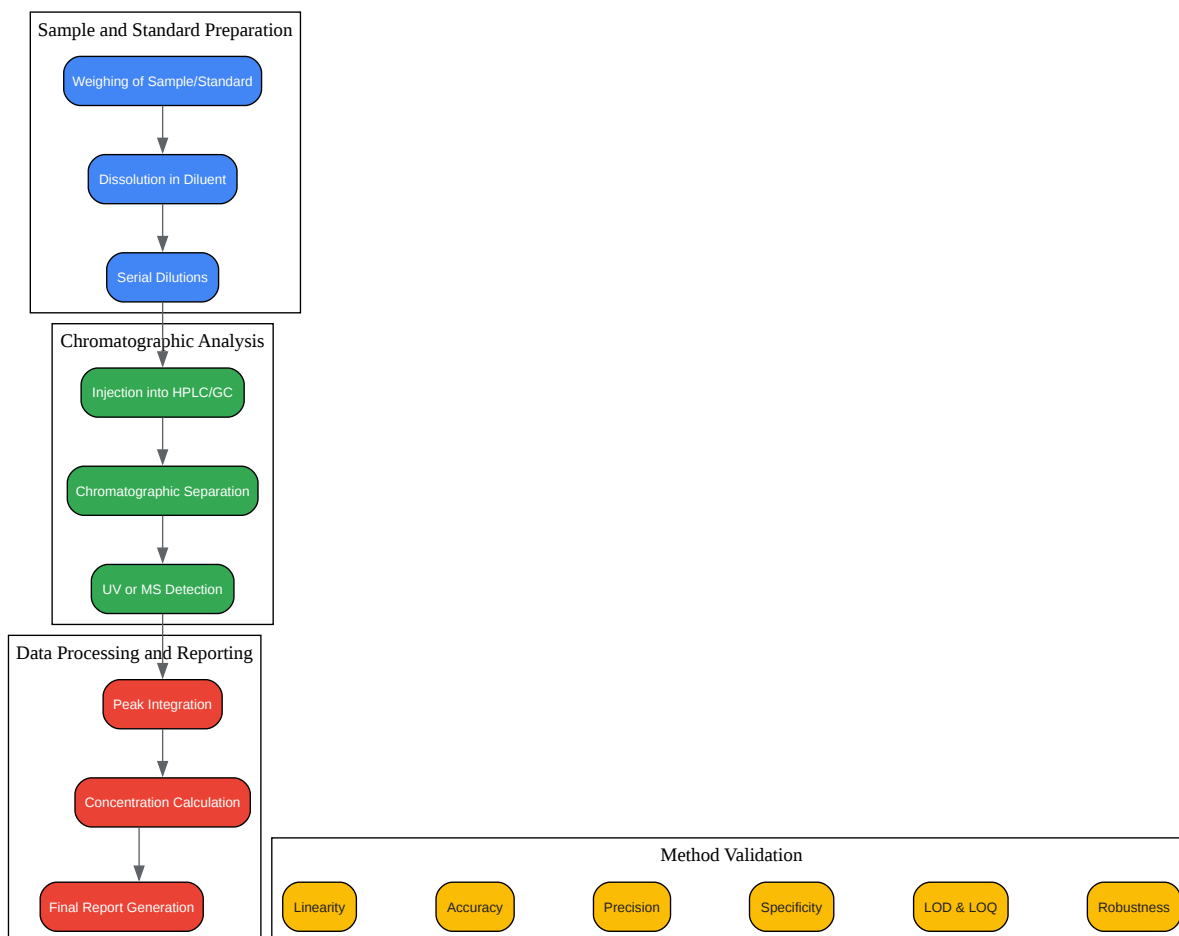 Sample and Standard Preparation
Weighing of Sample/Standard
Dissolution in Diluent
Serial Dilutions
Chromatographic Analysis
Injection into HPLC/GC
Chromatographic Separation
UV or MS Detection
Data Processing and Reporting
Peak Integration
Concentration Calculation
Final Report Generation
Method Validation
Linearity
Accuracy
Precision
Specificity
LOD & LOQ
Robustness